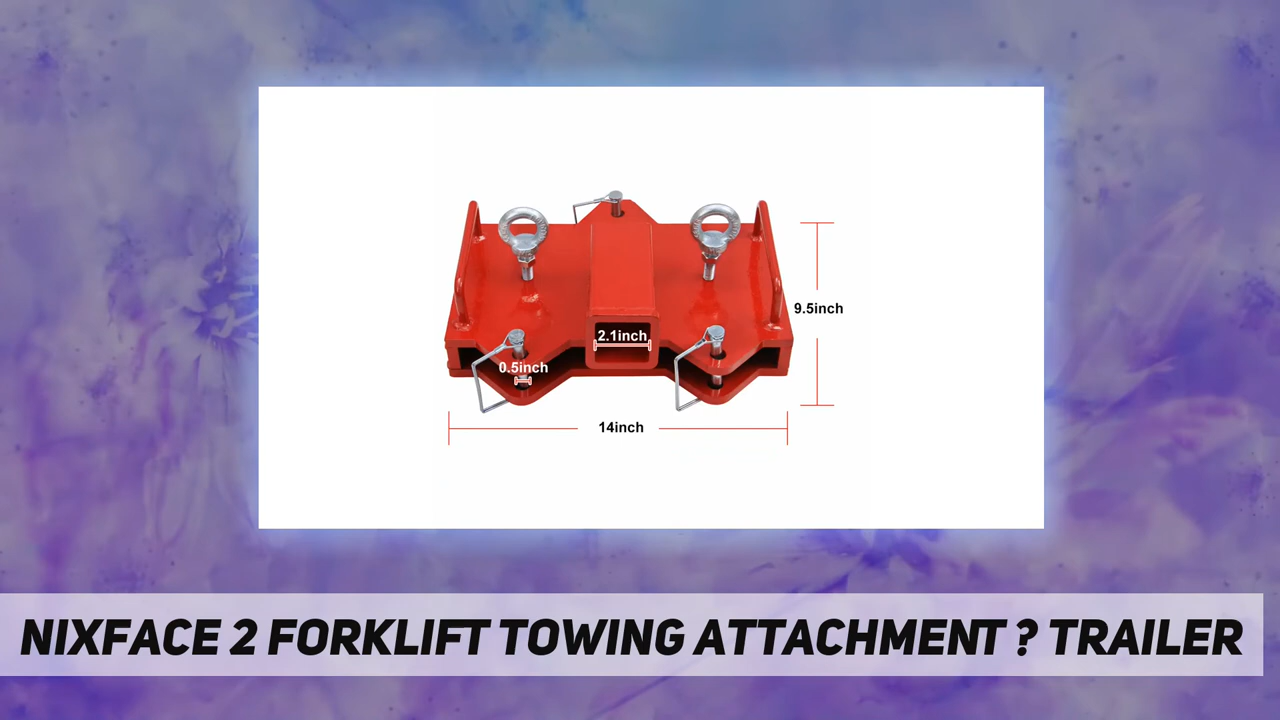 9.5inch
2.1inch
0.5inch
14inch
NIXFACE 2 FORKLIFT TOWING ATTACHMENT ? TRAILER